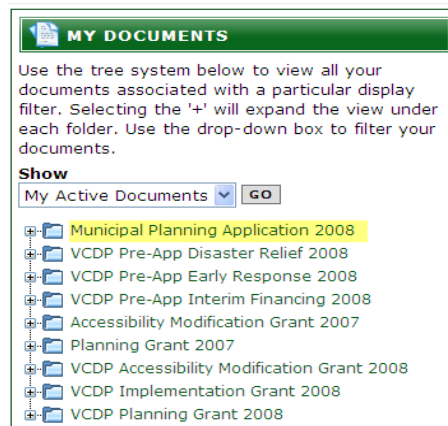 MY DOCUMENTS
Use the tree system below to view all your
documents associated with a particular display
filter. Selecting the '+' will expand the view under
each folder. Use the drop-down box to filter your
documents.
Show
My Active Documents GO
Municipal Planning Application 2008
VCDP Pre-App Disaster Relief 2008
VCDP Pre-App Early Response 2008
VCDP Pre-App Interim Financing 2008
Accessibility Modification Grant 2007
Planning Grant 2007
VCDP Accessibility Modification Grant 2008
VCDP Implementation Grant 2008
VCDP Planning Grant 2008